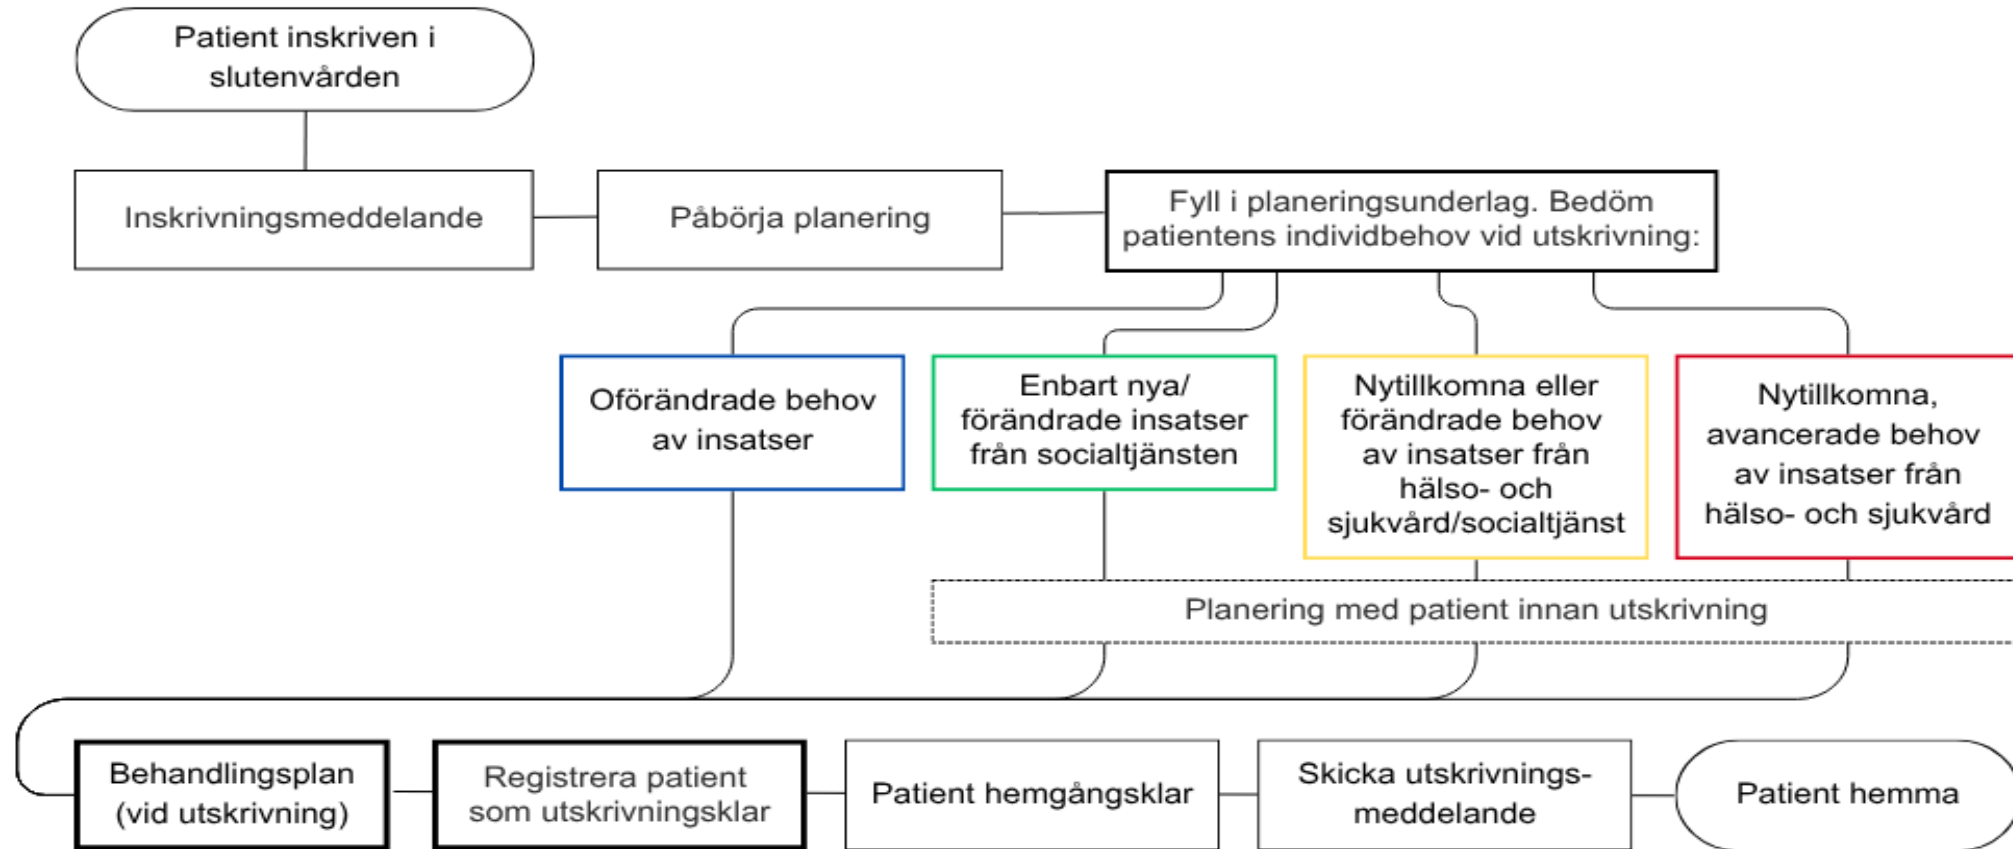 Patient inskriven i
slutenvården
Inskrivningsmeddelande
Påbörja planering
Fyll i planeringsunderlag. Bedöm
patientens individbehov vid utskrivning:
Oförändrade behov
av insatser
Enbart nya/
förändrade insatser
från socialtjänsten
Nytillkomna eller
förändrade behov
av insatser från
hälso- och
sjukvård/socialtjänst
Nytillkomna,
avancerade behov
av insatser från
hälso- och sjukvård
Planering med patient innan utskrivning
Behandlingsplan
(vid utskrivning)
Registrera patient
som utskrivningsklar
Patient hemgångsklar
Skicka utskrivnings-
meddelande
Patient hemma